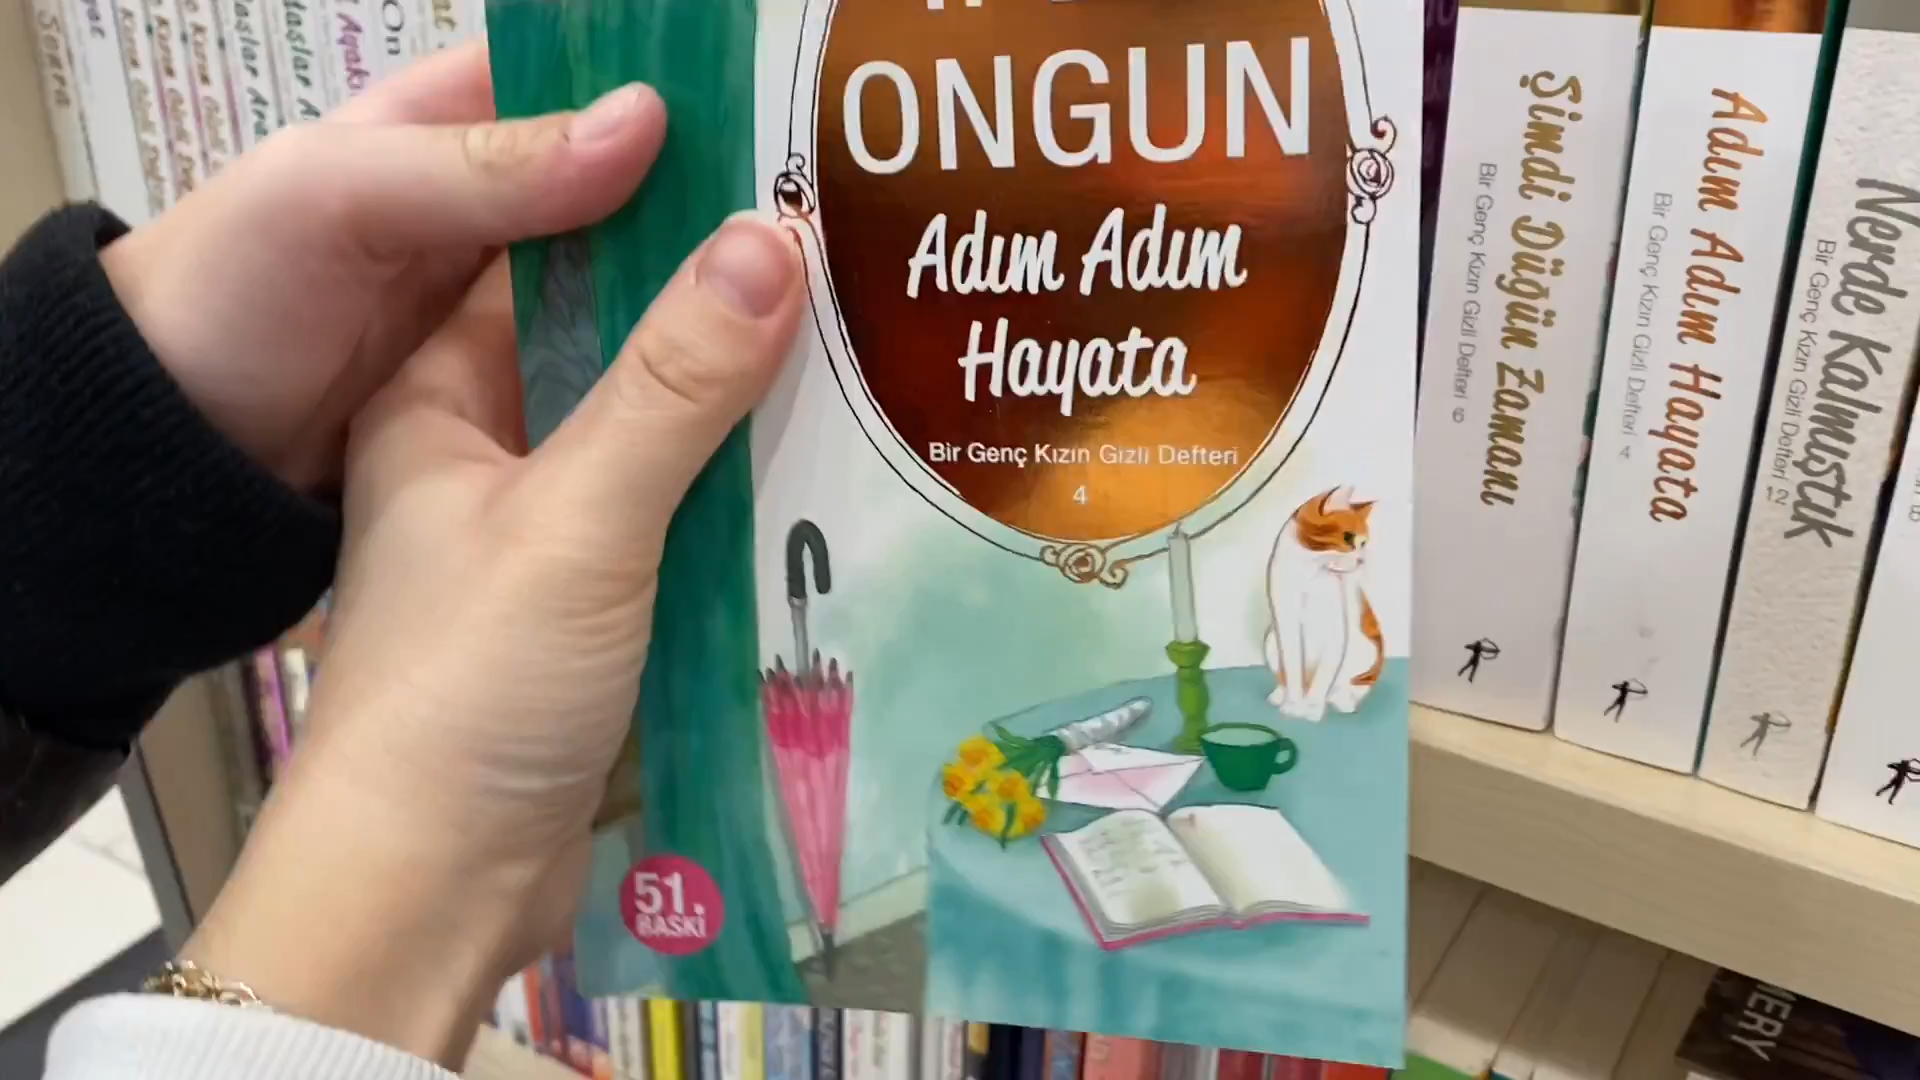 ONGUN
Adım Adım
Hayata
Bir Genç Kızın Gizli Defteri
4
51.
BASKI
Şimdi Düğün Zamanı
Bir Genç Kızın Gizli Defteri 6
Adım Adım Hayata
Bir Genç Kızın Gizli Defteri 4
Nerde Kalmıştık
Bir Genç Kızın Gizli Defteri 12